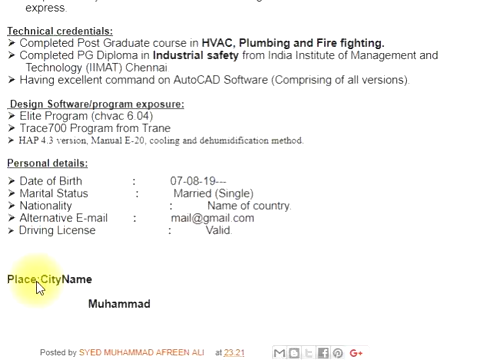 express.
Technical credentials:
➢ Completed Post Graduate course in HVAC, Plumbing and Fire fighting.
➢ Completed PG Diploma in Industrial safety from India Institute of Management and
Technology (IIMAT) Chennai
➢ Having excellent command on AutoCAD Software (Comprising of all versions).
Design Software/program exposure:
➢ Elite Program (chvac 6.04)
➢ Trace700 Program from Trane
➢ HAP 4.3 version, Manual E-20, cooling and dehumidification method.
Personal details:
➢ Date of Birth : 07-08-19---
➢ Marital Status : Married (Single)
➢ Nationality : Name of country.
➢ Alternative E-mail : mail@gmail.com
➢ Driving License : Valid.
Place:CityName
Muhammad
Posted by SYED MUHAMMAD AFREEN ALI at 23:21